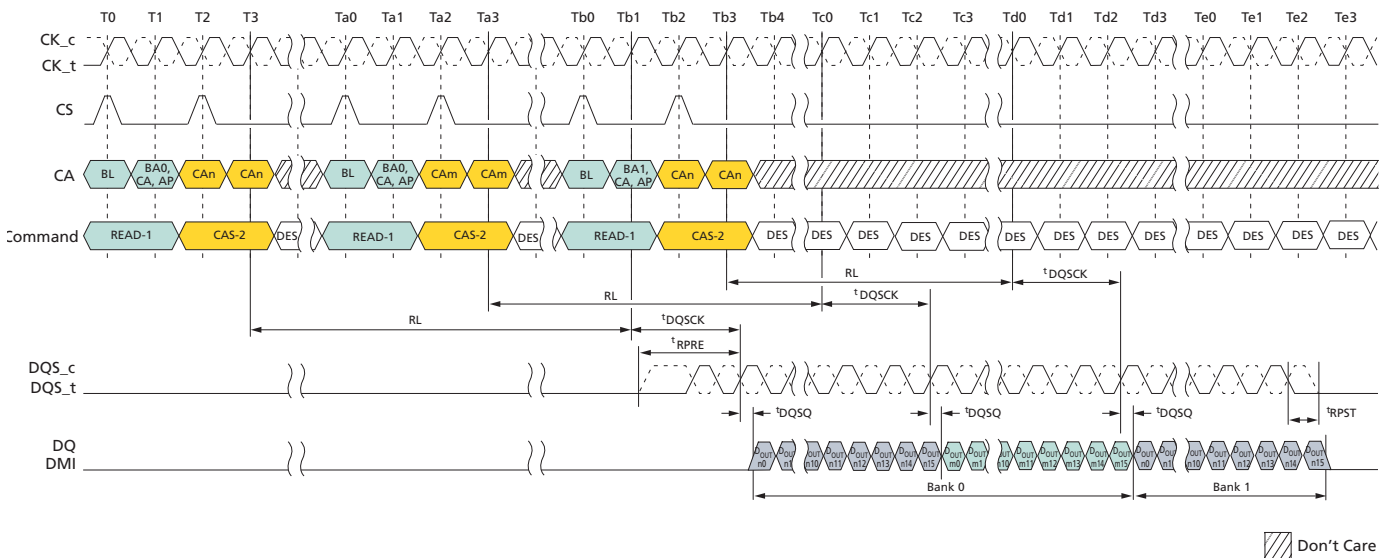 T0 T1 T2 T3 Ta0 Ta1 Ta2 Ta3 Tb0 Tb1 Tb2 Tb3 Tb4 Tc0 Tc1 Tc2 Tc3 Td0 Td1 Td2 Td3 Te0 Te1 Te2 Te3
CK_c
CK_t
CS
CA BL BA0, CA, AP CAn CAn BL BA0, CA, AP CAm CAm BL BA1, CA, AP CAn CAn
Command READ-1 CAS-2 DES READ-1 CAS-2 DES READ-1 CAS-2 DES DES DES DES DES DES DES DES DES DES DES DES DES
RL tDQSCK
RL tDQSCK
RL tDQSCK
tRPRE
DQS_c
DQS_t
tDQSQ tDQSQ tDQSQ tRPST
DQ
DMI
DOUT n0 DOUT n1 DOUT n10 DOUT n11 DOUT n12 DOUT n13 DOUT n14 DOUT n15 DOUT m0 DOUT m1 DOUT m10 DOUT m11 DOUT m12 DOUT m13 DOUT m14 DOUT m15 DOUT n0 DOUT n1 DOUT n10 DOUT n11 DOUT n12 DOUT n13 DOUT n14 DOUT n15
Bank 0 Bank 1
Don't Care